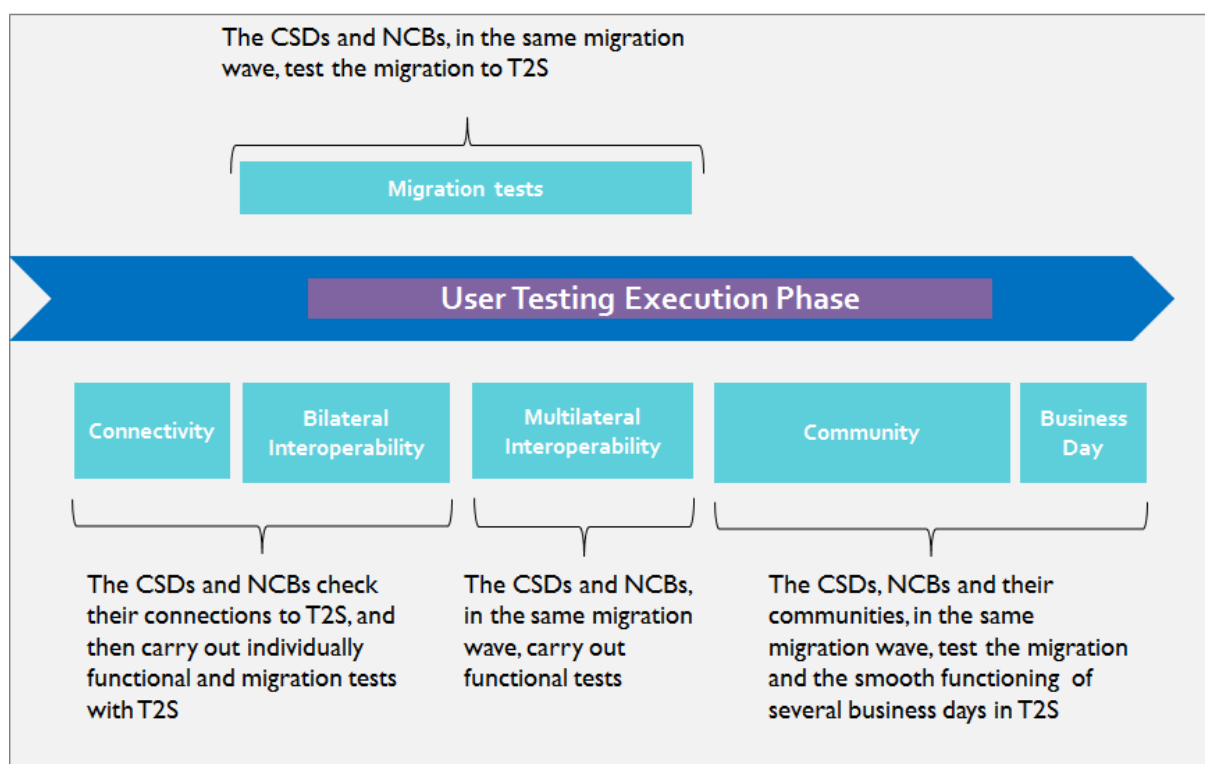 The CSDs and NCBs, in the same migration
wave, test the migration to T2S
Migration tests
User Testing Execution Phase
Connectivity
Bilateral
Interoperability
Multilateral
Interoperability
Community
Business
Day
The CSDs and NCBs check
their connections to T2S, and
then carry out individually
functional and migration tests
with T2S
The CSDs and NCBs,
in the same migration
wave, carry out
functional tests
The CSDs, NCBs and their
communities, in the same
migration wave, test the migration
and the smooth functioning of
several business days in T2S